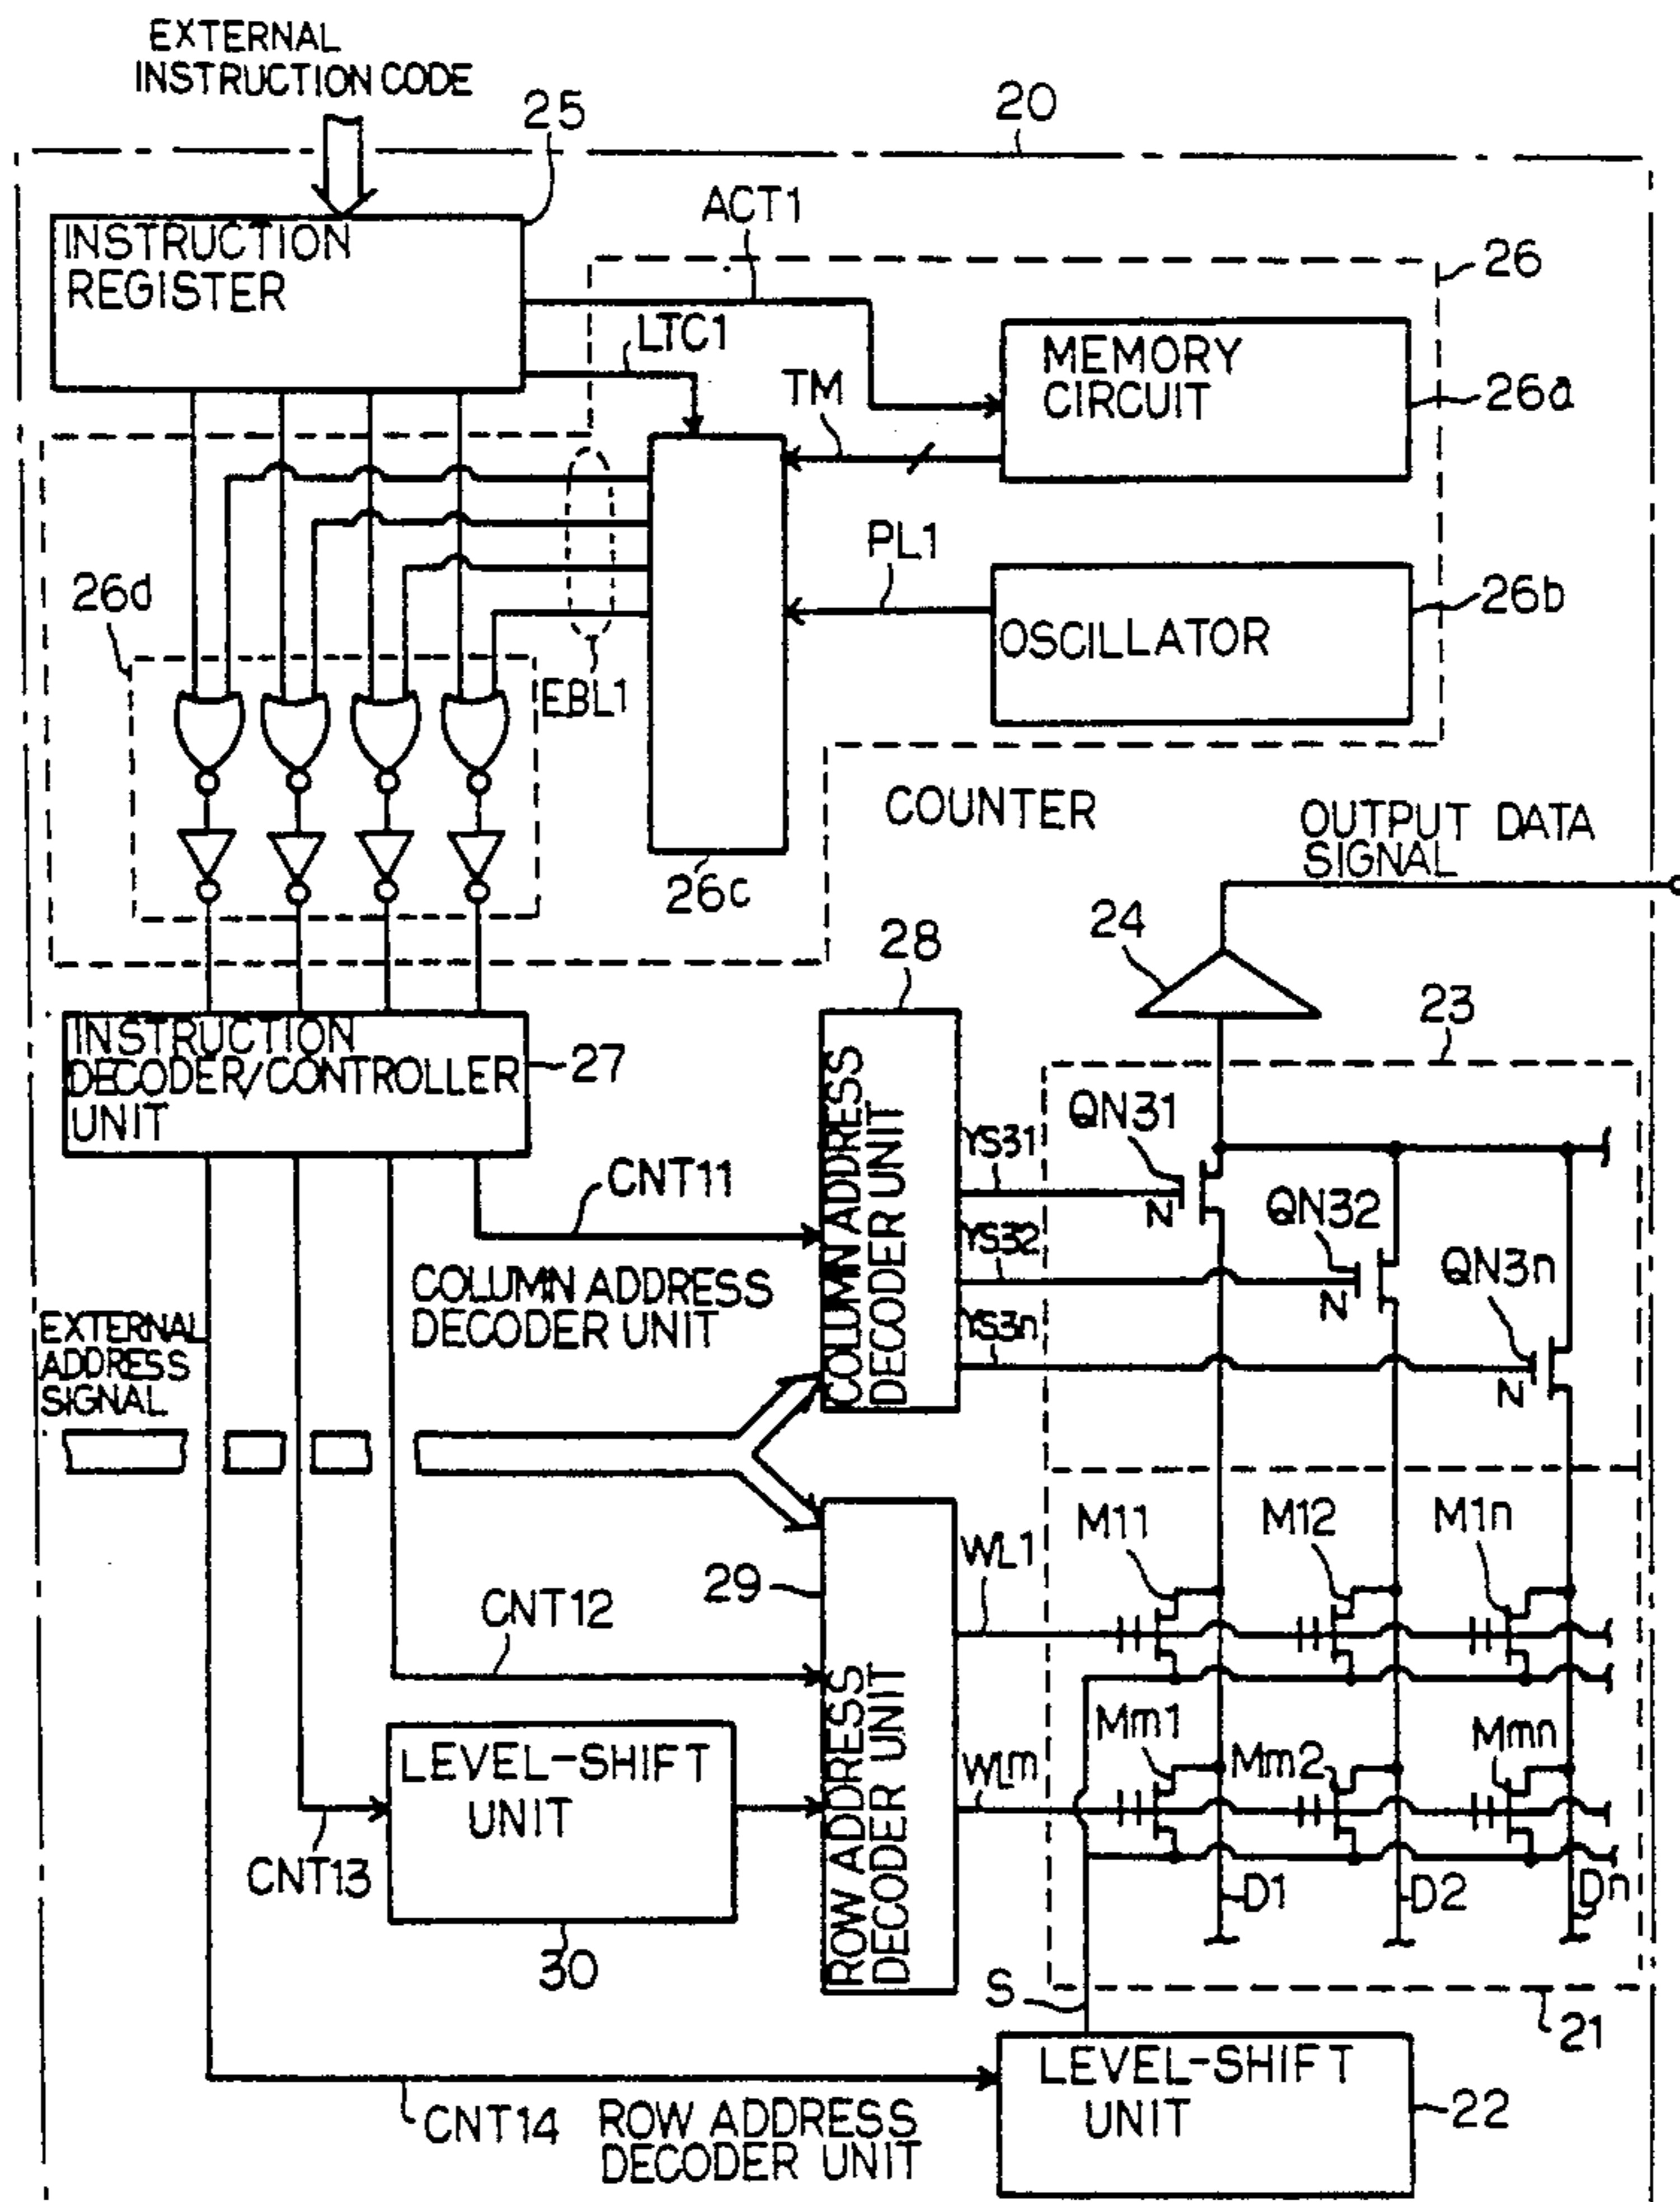 EXTERNAL
INSTRUCTION CODE
25
20
ACT1
INSTRUCTION
REGISTER
26
LTC1
MEMORY
CIRCUIT
TM
26a
PL1
26d
26b
OSCILLATOR
EBL1
COUNTER
OUTPUT DATA
SIGNAL
26c
24
28
23
INSTRUCTION
DECODER/CONTROLLER
UNIT
27
COLUMN ADDRESS
DECODER UNIT
QN31
YS31
CNT11
N
QN32
YS32
COLUMN ADDRESS
DECODER UNIT
QN3n
N
YS3n
EXTERNAL
ADDRESS
SIGNAL
N
M11
M12
M1n
WL1
29
CNT12
ROW ADDRESS
DECODER UNIT
LEVEL-SHIFT
UNIT
Mm1
Mm2
Mmn
WLm
CNT13
D1
D2
Dn
30
S
21
LEVEL-SHIFT
UNIT
22
CNT14
ROW ADDRESS
DECODER UNIT